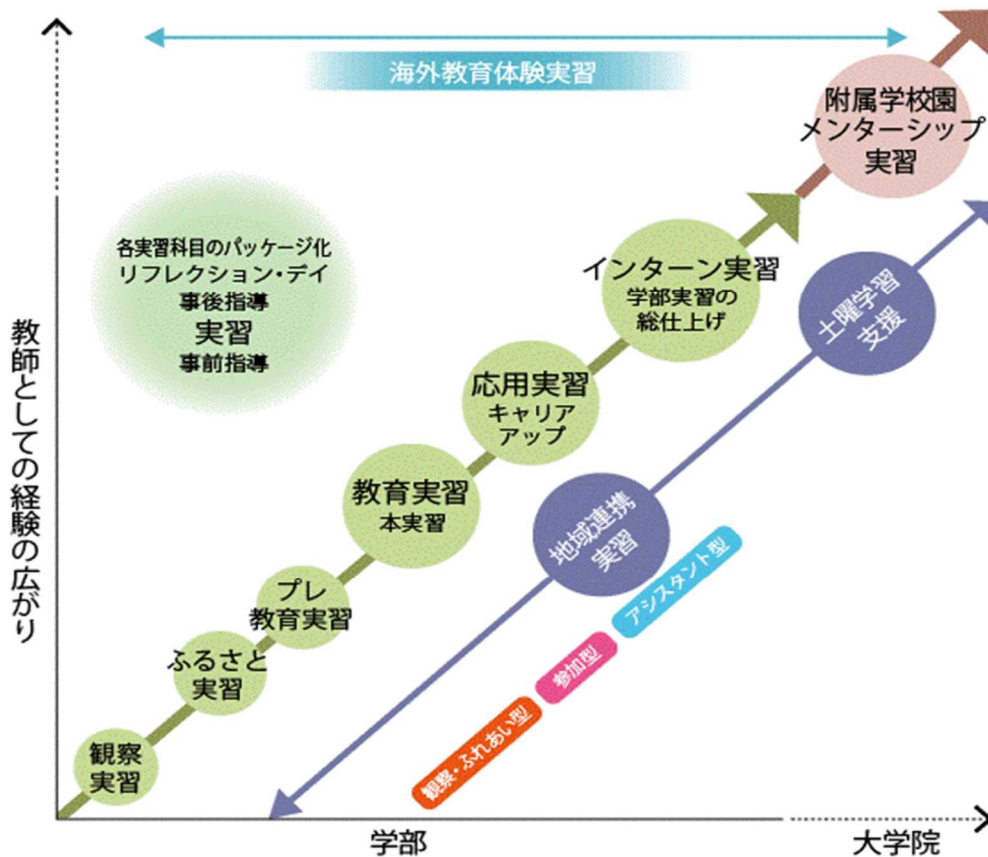 海外教育体験実習
附属学校園
メンターシップ
実習
各実習科目のパッケージ化
リフレクション・デイ
事後指導
実習
事前指導
インターン実習
学部実習の
総仕上げ
土曜学習
支援
応用実習
キャリア
アップ
教育実習
本実習
地域連携
実習
プレ
教育実習
アシスタント型
参加型
観察・ふれあい型
ふるさと
実習
観察
実習
教師としての経験の広がり
学部
大学院